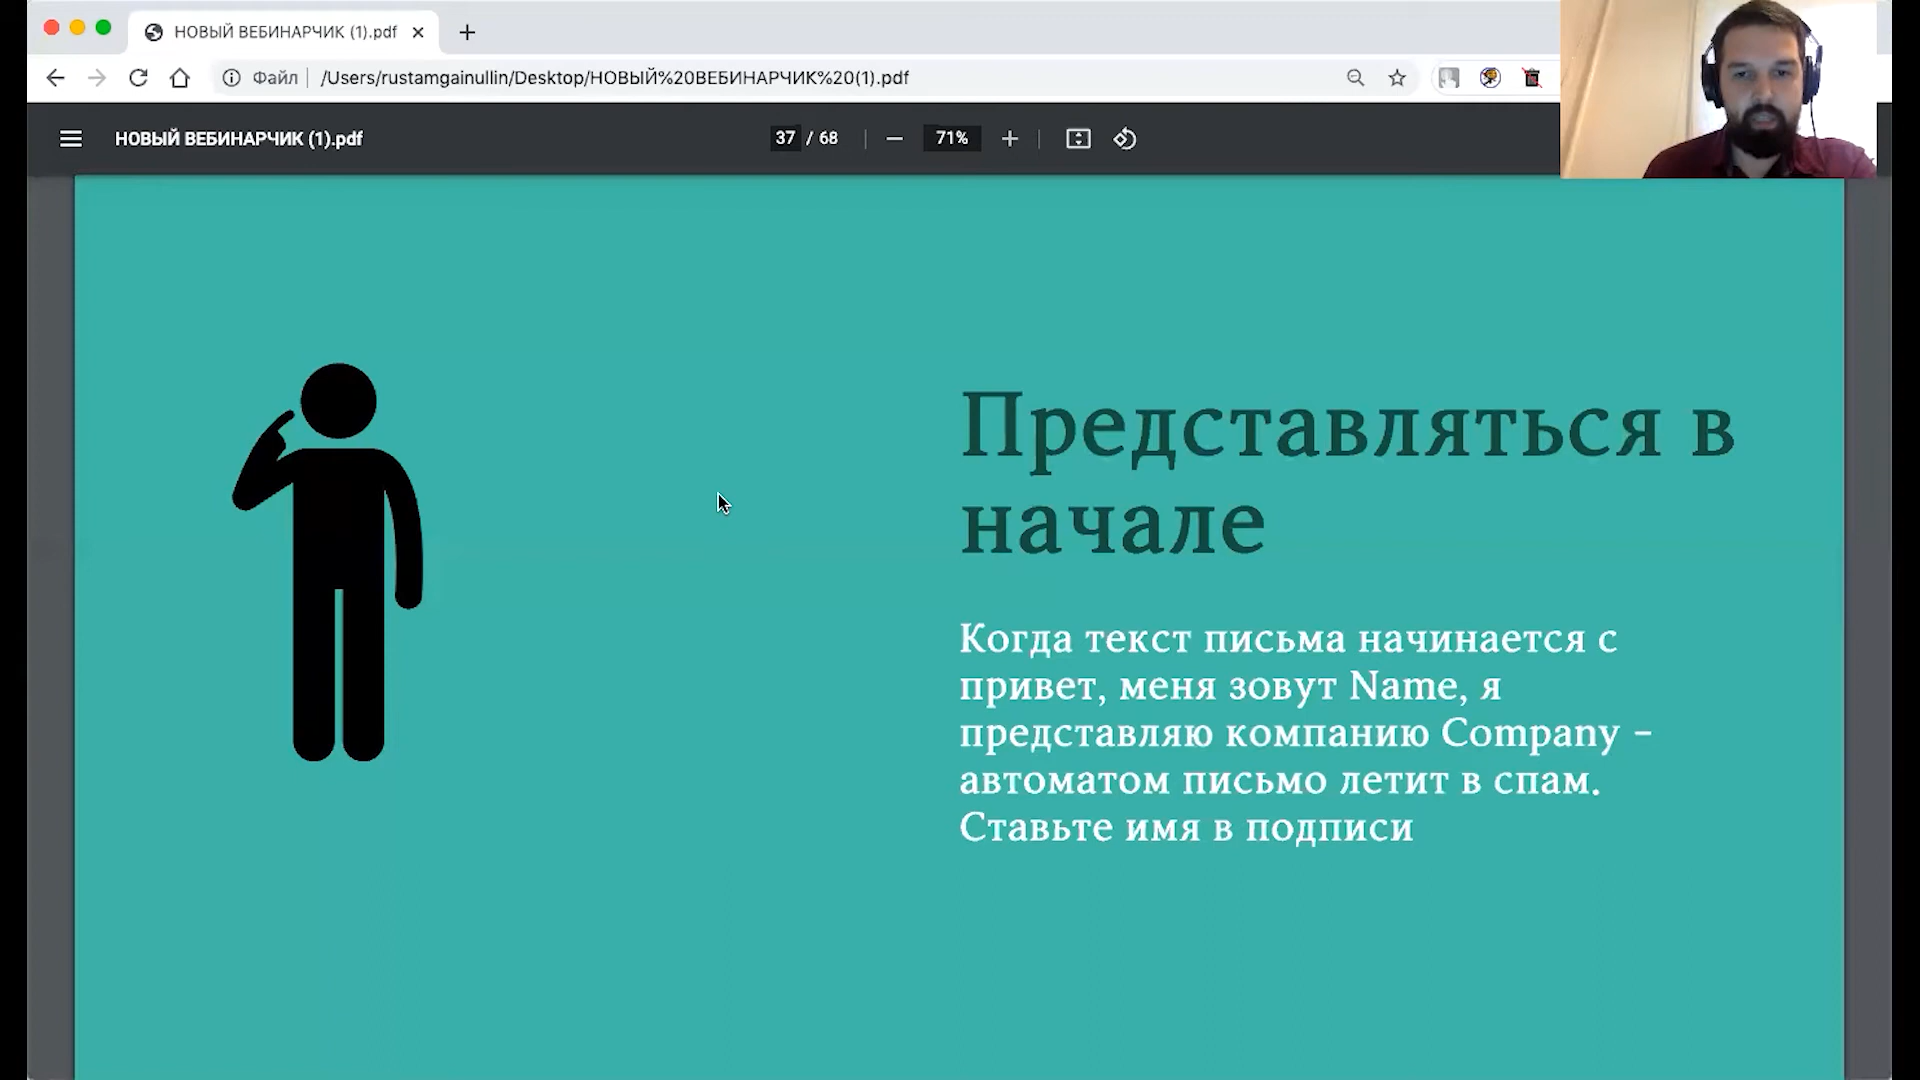 НОВЫЙ ВЕБИНАРЧИК (1).pdf
Файл /Users/rustamgainullin/Desktop/НОВЫЙ%20ВЕБИНАРЧИК%20(1).pdf
НОВЫЙ ВЕБИНАРЧИК (1).pdf 37 / 68 71%
Представляться в
начале
Когда текст письма начинается с
привет, меня зовут Name, я
представляю компанию Company –
автоматом письмо летит в спам.
Ставьте имя в подписи